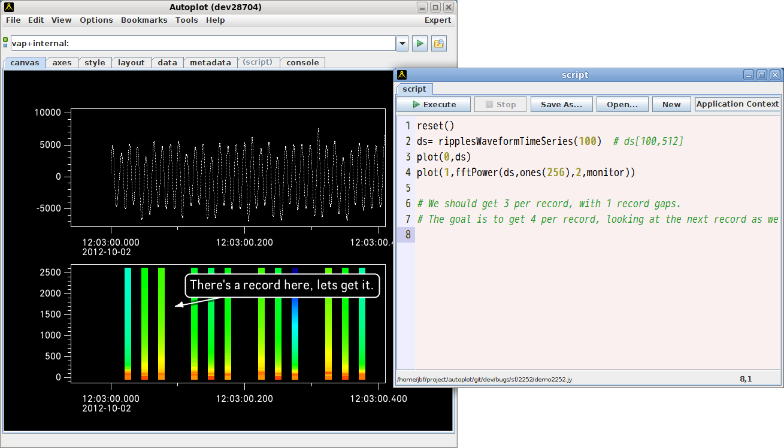 Autoplot (dev28704)
File Edit View Options Bookmarks Tools Help Expert
vap+internal:
canvas axes style layout data metadata (script) console
10000
5000
0
-5000
12:03:00.000 12:03:00.200 12:03:00.4
2012-10-02
2500
2000
1500
1000
500
0
There's a record here, lets get it.
12:03:00.000 12:03:00.200 12:03:00.400
2012-10-02
script
script
Execute Stop Save As... Open... New Application Context
1 reset()
2 ds= ripplesWaveformTimeSeries(100) # ds[100,512]
3 plot(0,ds)
4 plot(1,fftPower(ds,ones(256),2,monitor))
5
6 # We should get 3 per record, with 1 record gaps.
7 # The goal is to get 4 per record, looking at the next record as we
8
/home/jbf/project/autoplot/git/dev/bugs/sf/2252/demo2252.jy 8,1